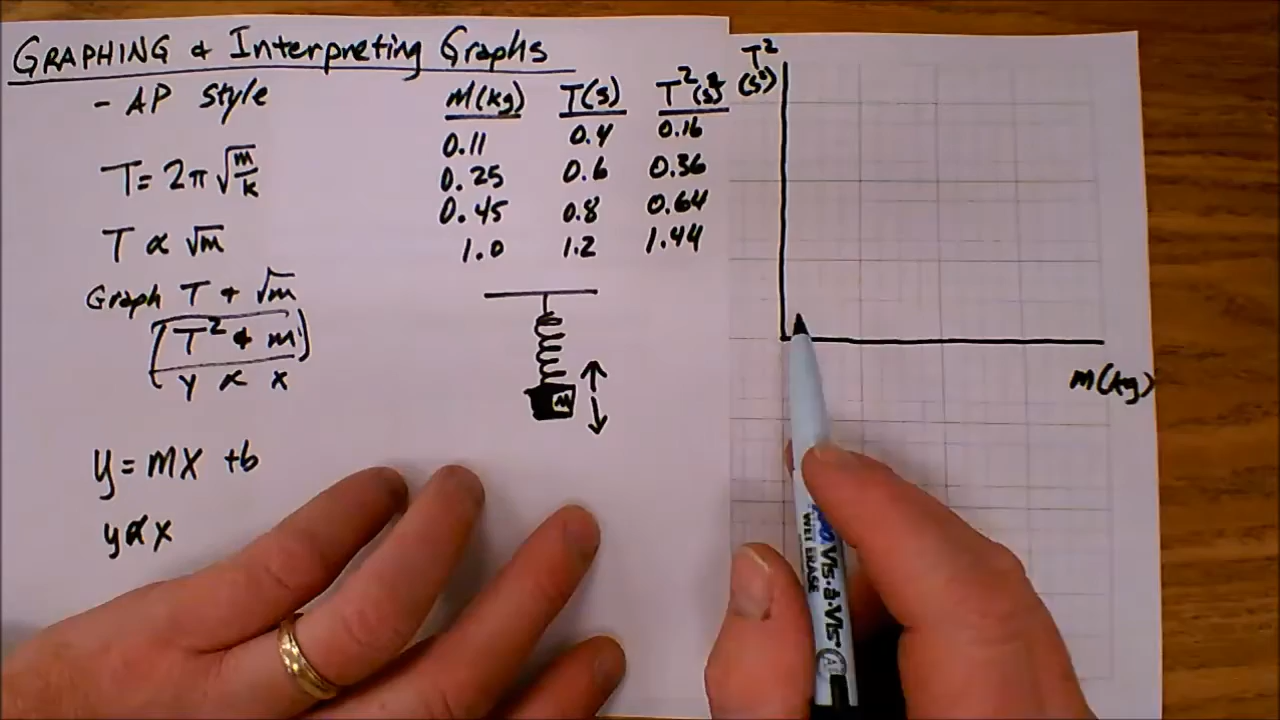 GRAPHING & Interpreting Graphs
- AP style
T = 2π √m/k
T ∝ √m
Graph T & √m
T² & m
y ∝ x
y = mx + b
y ∝ x
M(kg) T(s) T²(s²)
0.11 0.4 0.16
0.25 0.6 0.36
0.45 0.8 0.64
1.0 1.2 1.44
M
T²
(s²)
m(kg)
Vis-à-Vis
WET ERASE